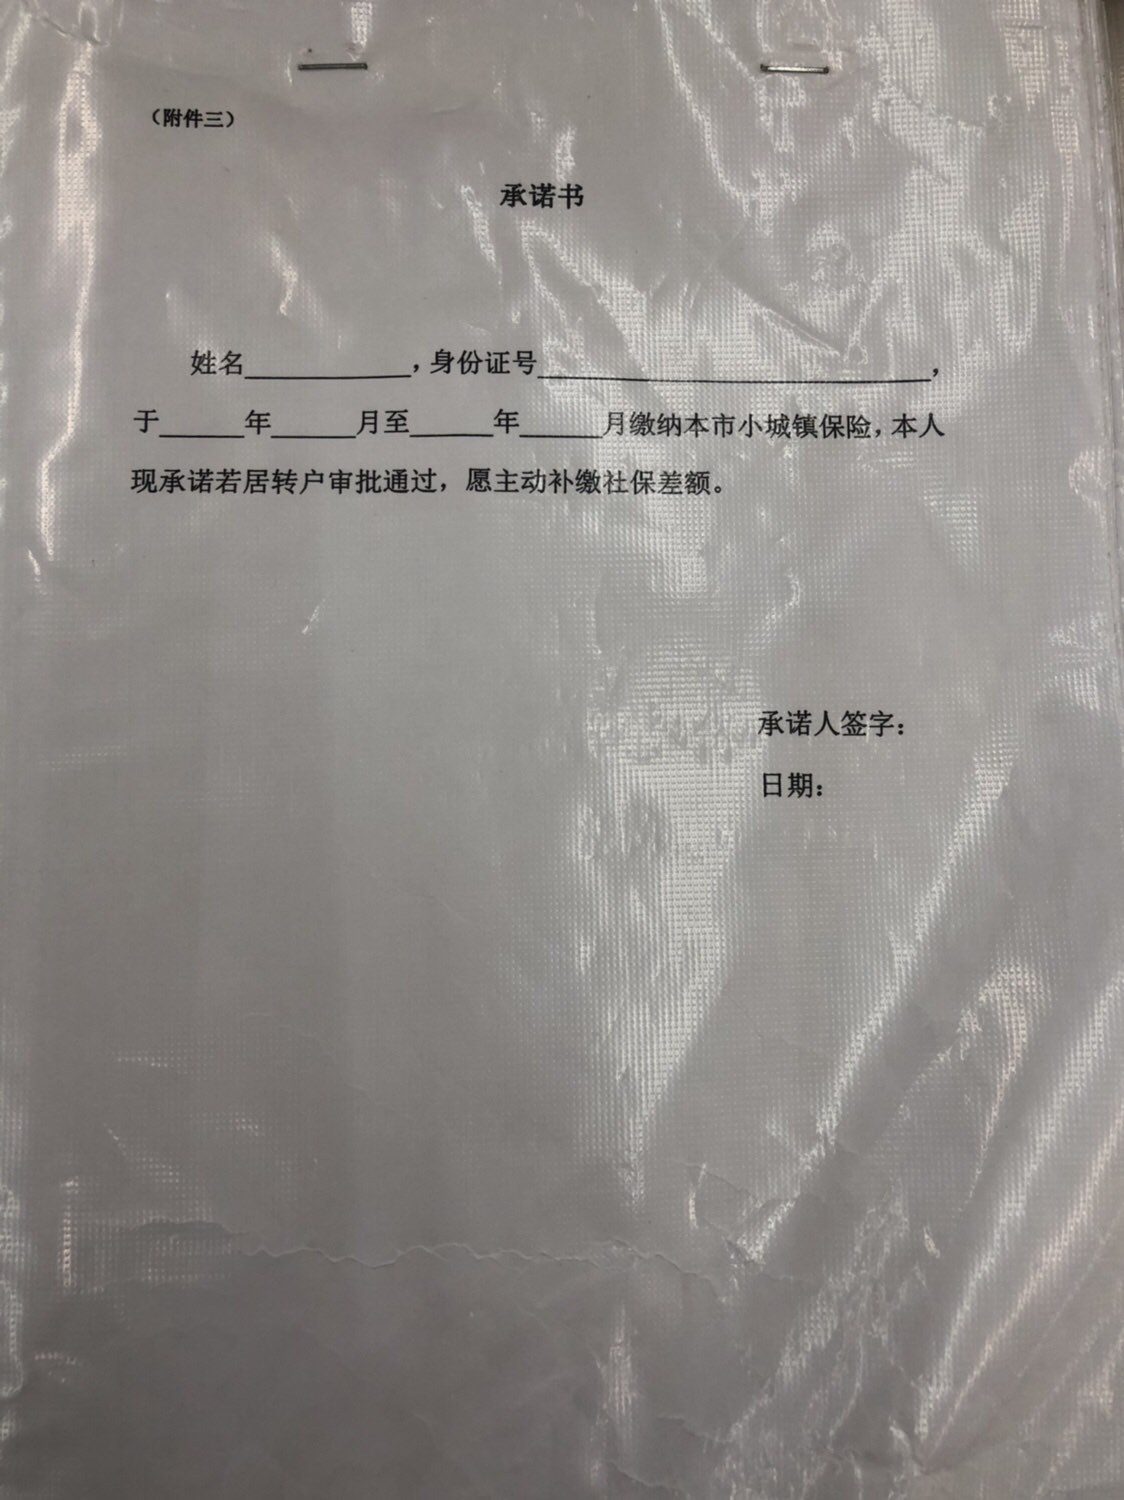 （附件三）
承诺书
姓名____________，身份证号____________________________，
于______年______月至______年______月缴纳本市小城镇保险，本人
现承诺若居转户审批通过，愿主动补缴社保差额。
承诺人签字：
日期：